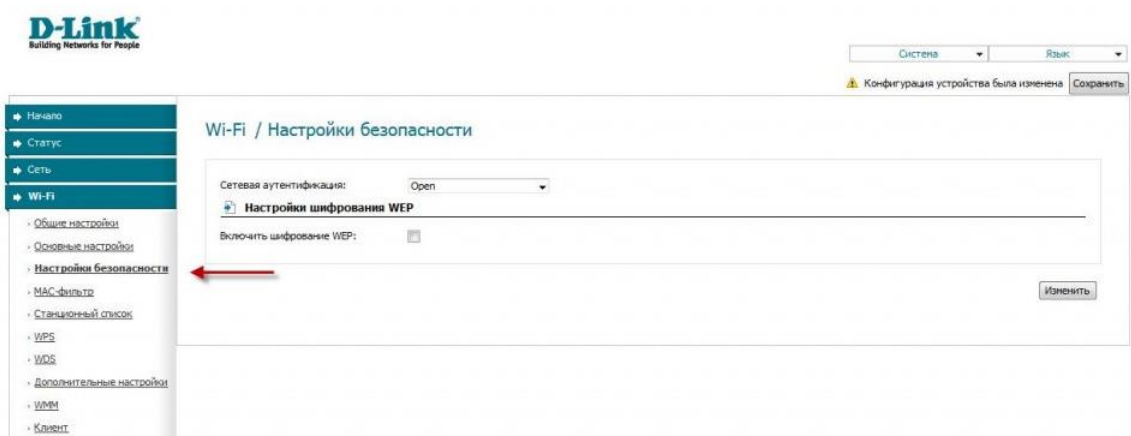 D-Link
Building Networks for People
Система Язык
Конфигурация устройства была изменена Сохранить
Начало
Статус
Сеть
Wi-Fi
Общие настройки
Основные настройки
Настройки безопасности
MAC-фильтр
Станционный список
WPS
WDS
Дополнительные настройки
WMM
Клиент
Wi-Fi / Настройки безопасности
Сетевая аутентификация: Open
Настройки шифрования WEP
Включить шифрование WEP:
Изменить